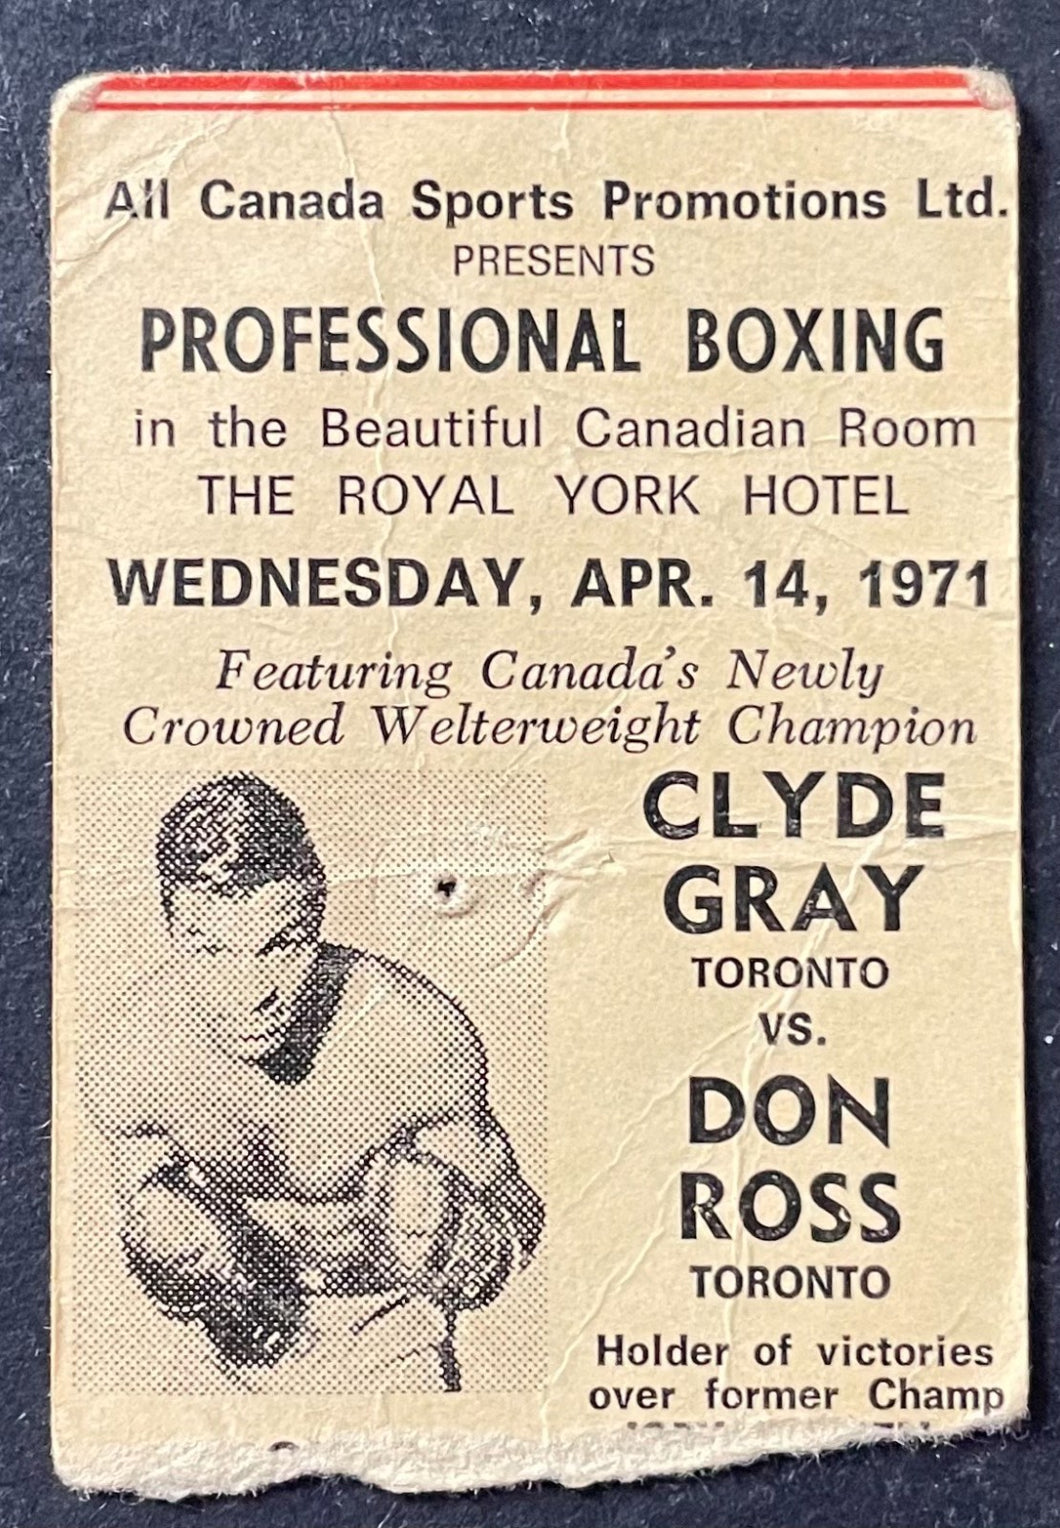 All Canada Sports Promotions Ltd.
PRESENTS
PROFESSIONAL BOXING
in the Beautiful Canadian Room
THE ROYAL YORK HOTEL
WEDNESDAY, APR. 14, 1971
Featuring Canada's Newly
Crowned Welterweight Champion
CLYDE
GRAY
TORONTO
VS.
DON
ROSS
TORONTO
Holder of victories
over former Champ